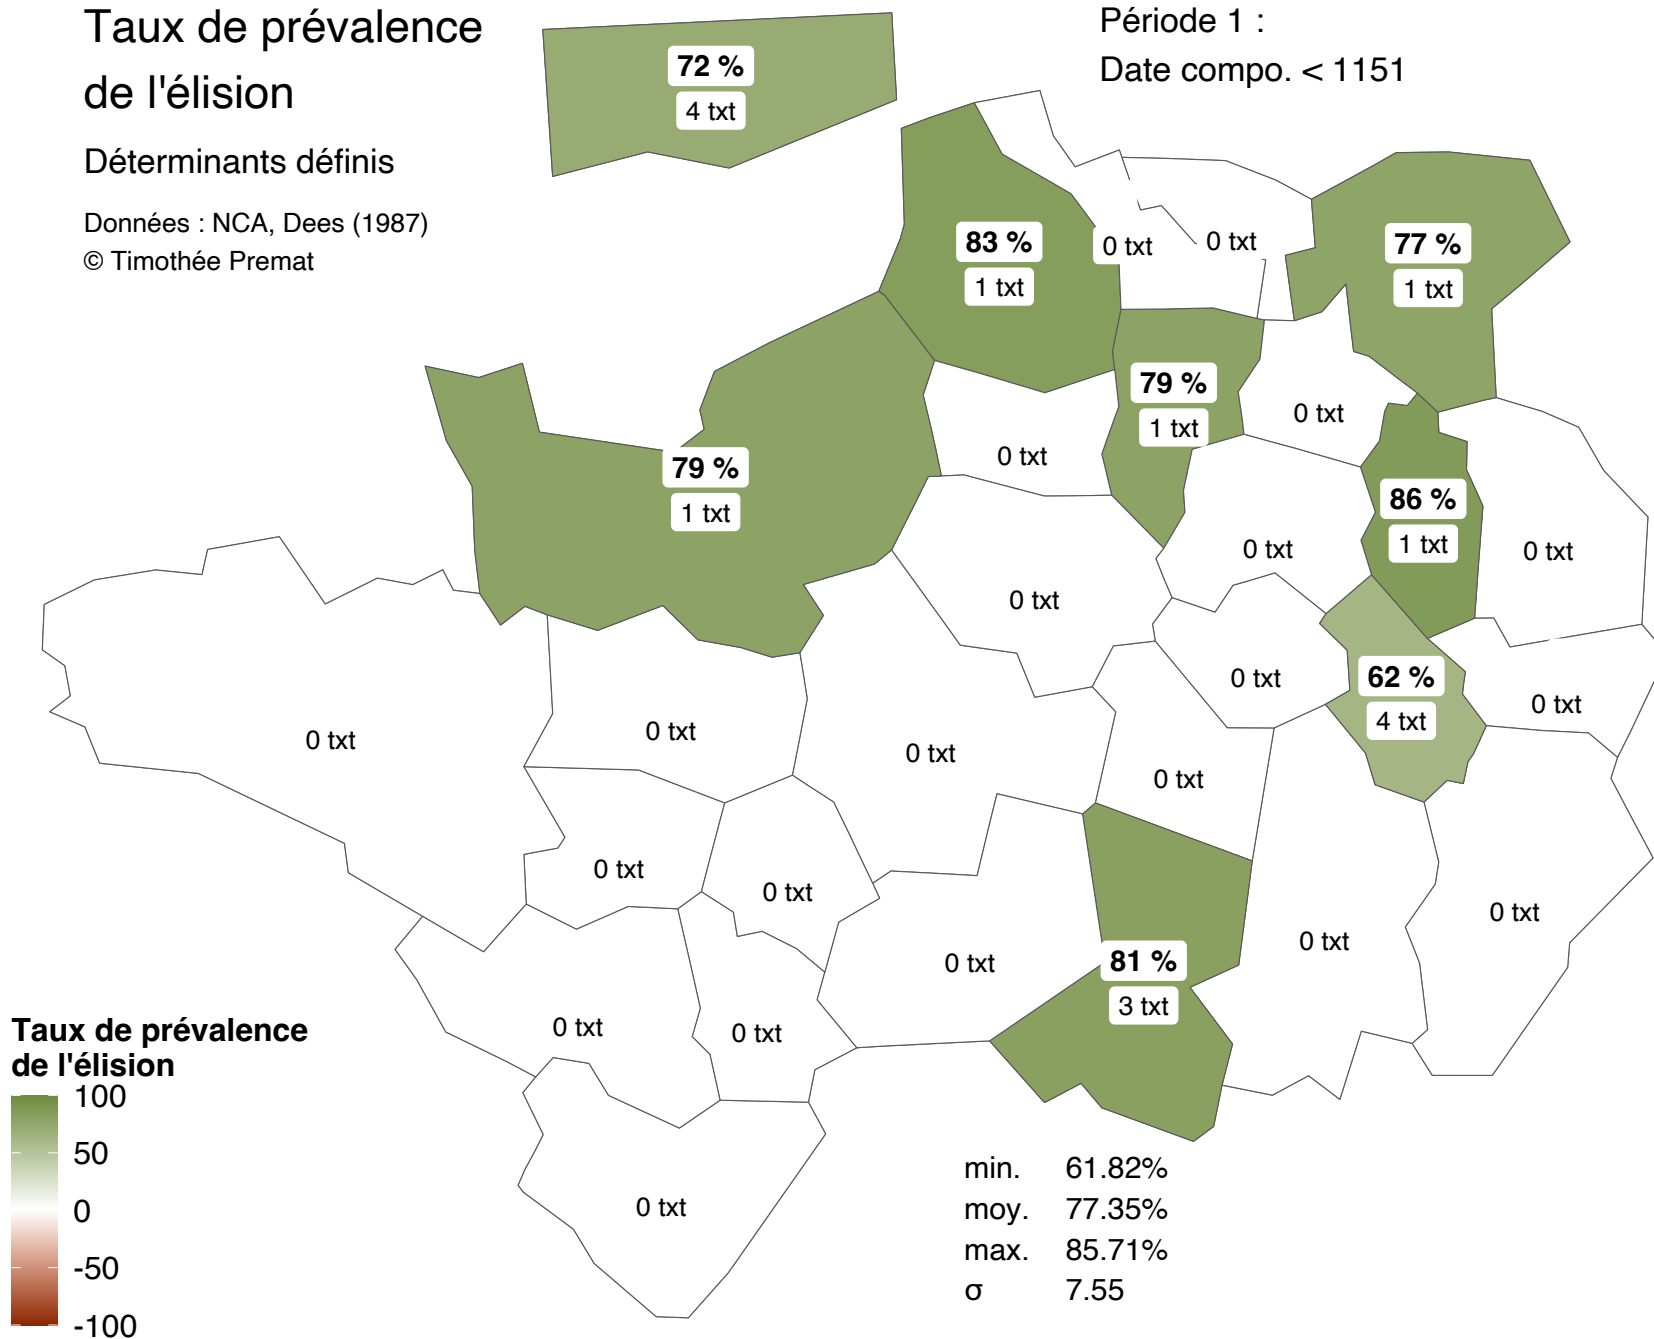 Taux de prévalence
de l'élision
Déterminants définis
Données : NCA, Dees (1987)
© Timothée Premat
Période 1 :
Date compo. < 1151
72 %
4 txt
83 %
1 txt
0 txt
0 txt
77 %
1 txt
79 %
1 txt
0 txt
0 txt
79 %
1 txt
86 %
1 txt
0 txt
0 txt
0 txt
62 %
4 txt
0 txt
0 txt
0 txt
0 txt
0 txt
0 txt
0 txt
0 txt
0 txt
81 %
3 txt
0 txt
0 txt
0 txt
0 txt
0 txt
0 txt
Taux de prévalence
de l'élision
100
50
0
-50
-100
min. 61.82%
moy. 77.35%
max. 85.71%
σ 7.55